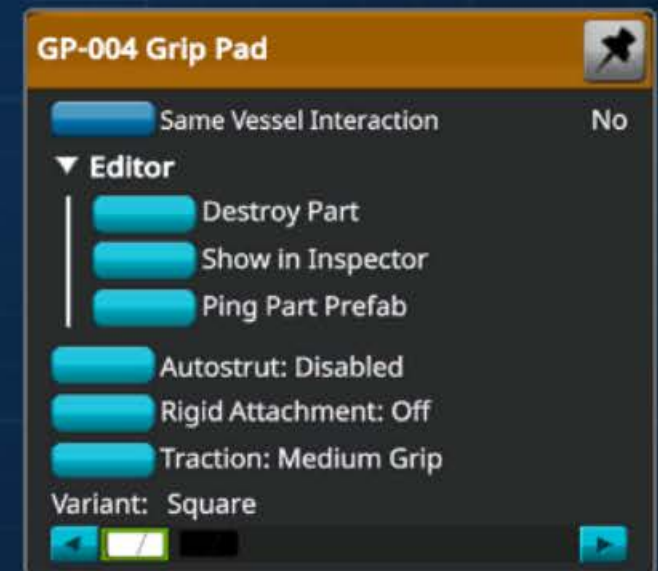 GP-004 Grip Pad
Same Vessel Interaction No
Editor
Destroy Part
Show in Inspector
Ping Part Prefab
Autostrut: Disabled
Rigid Attachment: Off
Traction: Medium Grip
Variant: Square